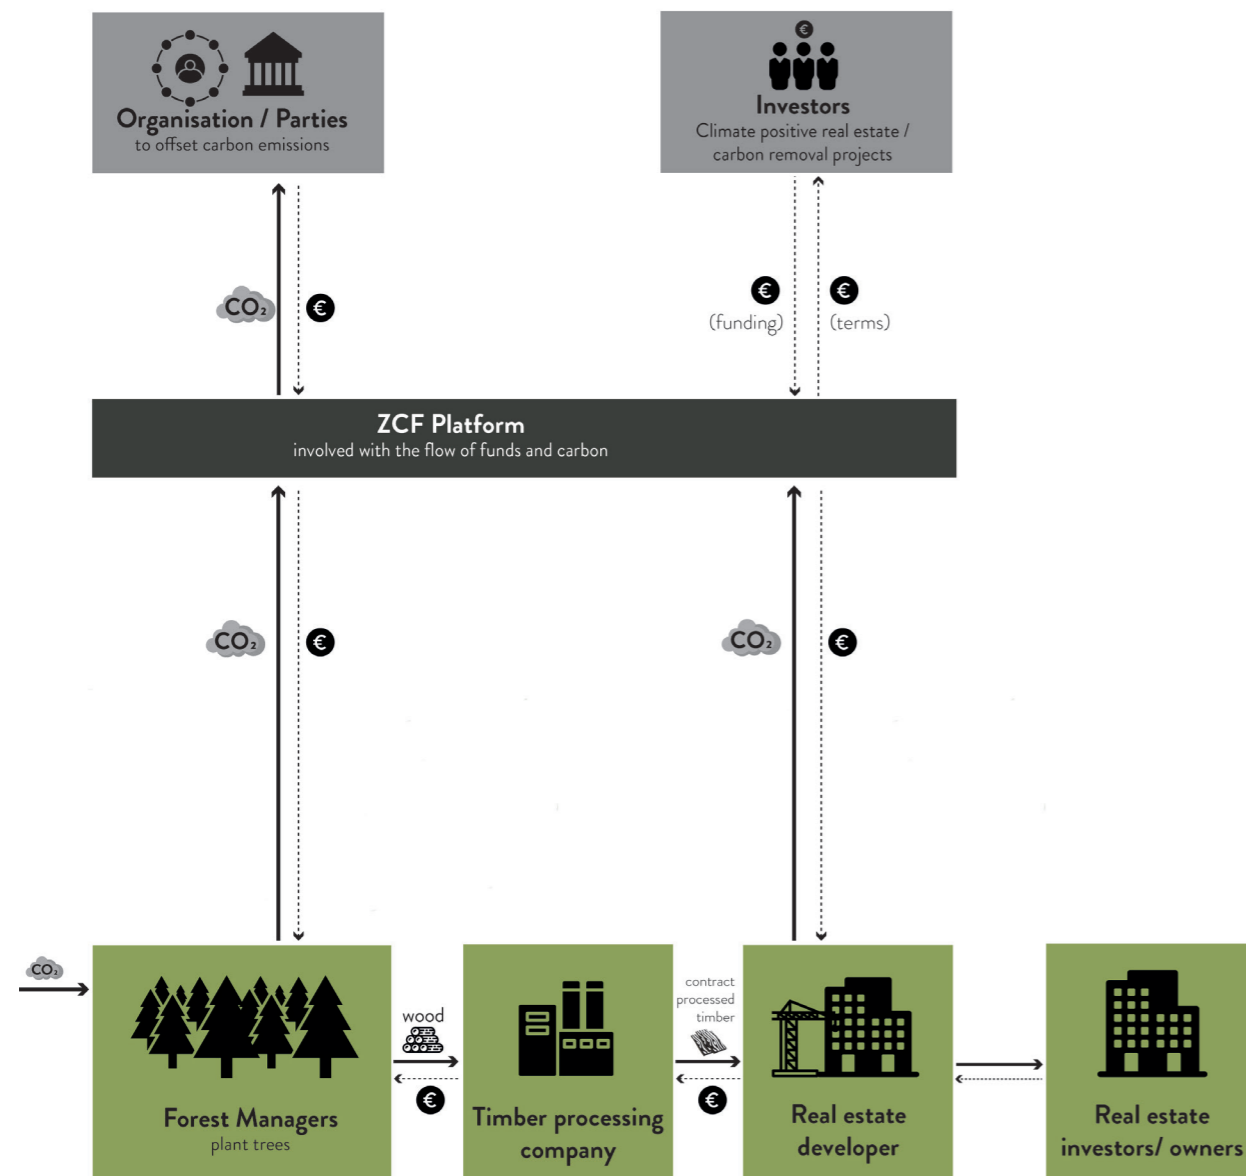 €
Organisation / Parties
to offset carbon emissions
Investors
Climate positive real estate /
carbon removal projects
CO₂
€
€
(funding)
€
(terms)
ZCF Platform
involved with the flow of funds and carbon
CO₂
€
CO₂
€
CO₂
wood
€
contract
processed
timber
€
Forest Managers
plant trees
Timber processing
company
Real estate
developer
Real estate
investors/ owners